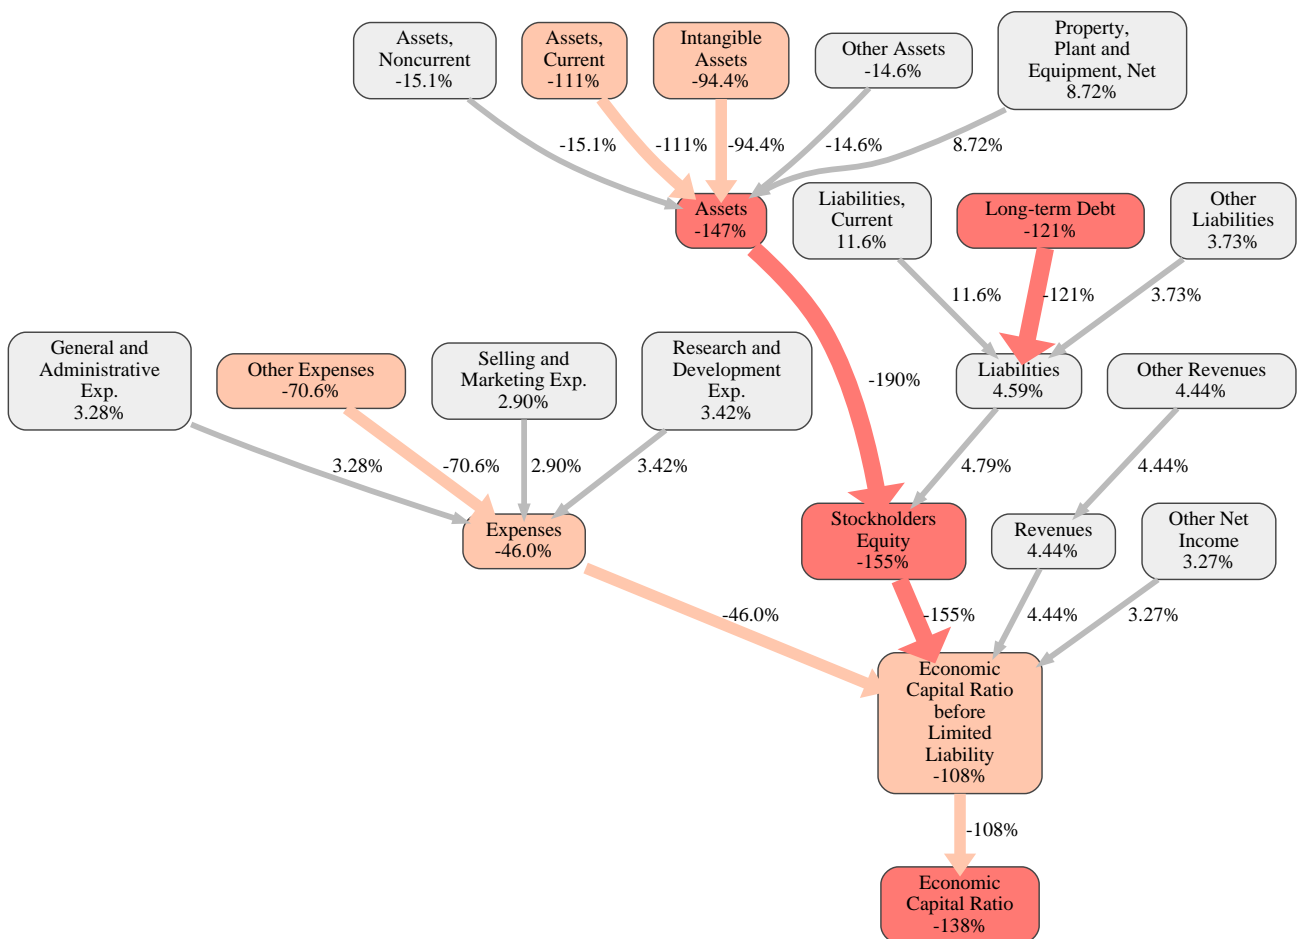 Assets,
Noncurrent
-15.1%
Assets,
Current
-111%
Intangible
Assets
-94.4%
Other Assets
-14.6%
Property,
Plant and
Equipment, Net
8.72%
-15.1%
-111%
-94.4%
-14.6%
8.72%
Assets
-147%
Liabilities,
Current
11.6%
Long-term Debt
-121%
Other
Liabilities
3.73%
11.6%
-121%
3.73%
General and
Administrative
Exp.
3.28%
Other Expenses
-70.6%
Selling and
Marketing Exp.
2.90%
Research and
Development
Exp.
3.42%
-190%
Liabilities
4.59%
Other Revenues
4.44%
3.28%
-70.6%
2.90%
3.42%
4.79%
4.44%
Expenses
-46.0%
Stockholders
Equity
-155%
Revenues
4.44%
Other Net
Income
3.27%
-46.0%
-155%
4.44%
3.27%
Economic
Capital Ratio
before
Limited
Liability
-108%
-108%
Economic
Capital Ratio
-138%